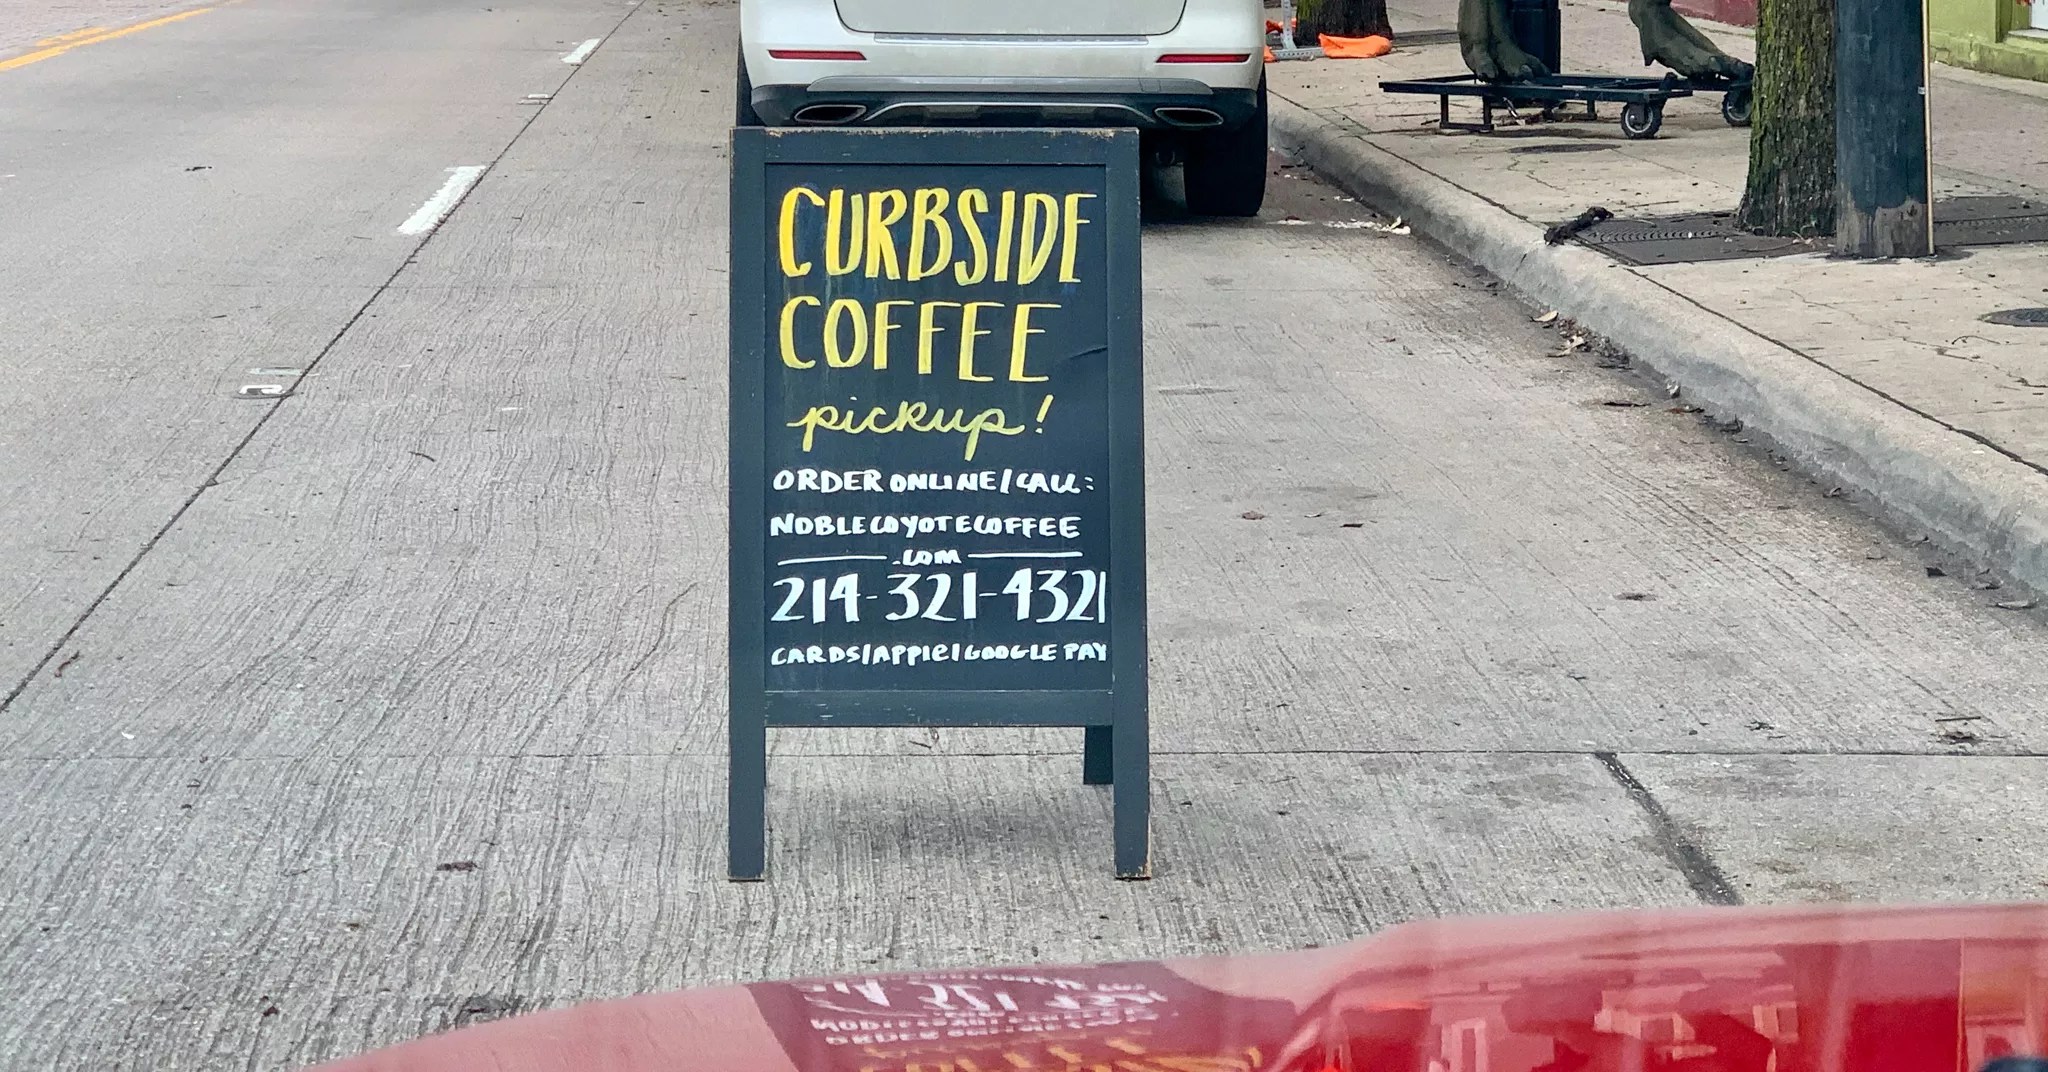 CURBSIDE
COFFEE
pickup!
ORDER ONLINE/CALL:
NOBLECOYOTECOFFEE
.COM
214-321-4321
CARDS/APPLE/GOOGLE PAY